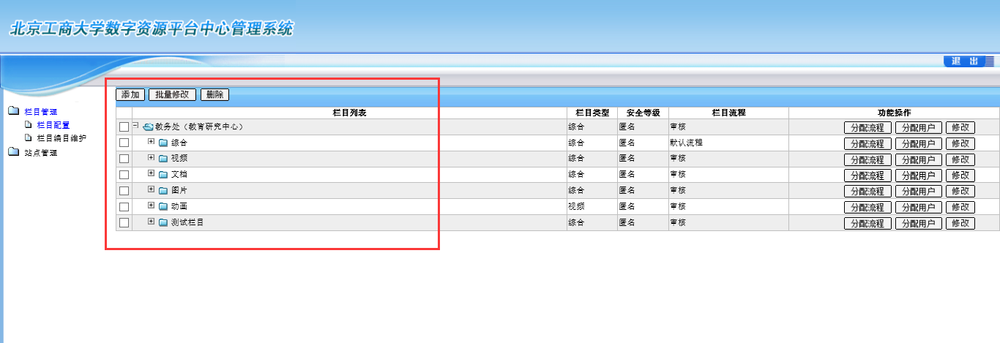 北京工商大学数字资源平台中心管理系统
退 出
添加 批量修改 删除
栏目管理
栏目配置
栏目编目维护
站点管理
栏目列表 栏目类型 安全等级 栏目流程 功能操作
教务处（教育研究中心） 综合 匿名 审核 分配流程 分配用户 修改
综合 综合 匿名 默认流程 分配流程 分配用户 修改
视频 综合 匿名 审核 分配流程 分配用户 修改
文档 综合 匿名 审核 分配流程 分配用户 修改
图片 综合 匿名 审核 分配流程 分配用户 修改
动画 视频 匿名 审核 分配流程 分配用户 修改
测试栏目 综合 匿名 审核 分配流程 分配用户 修改